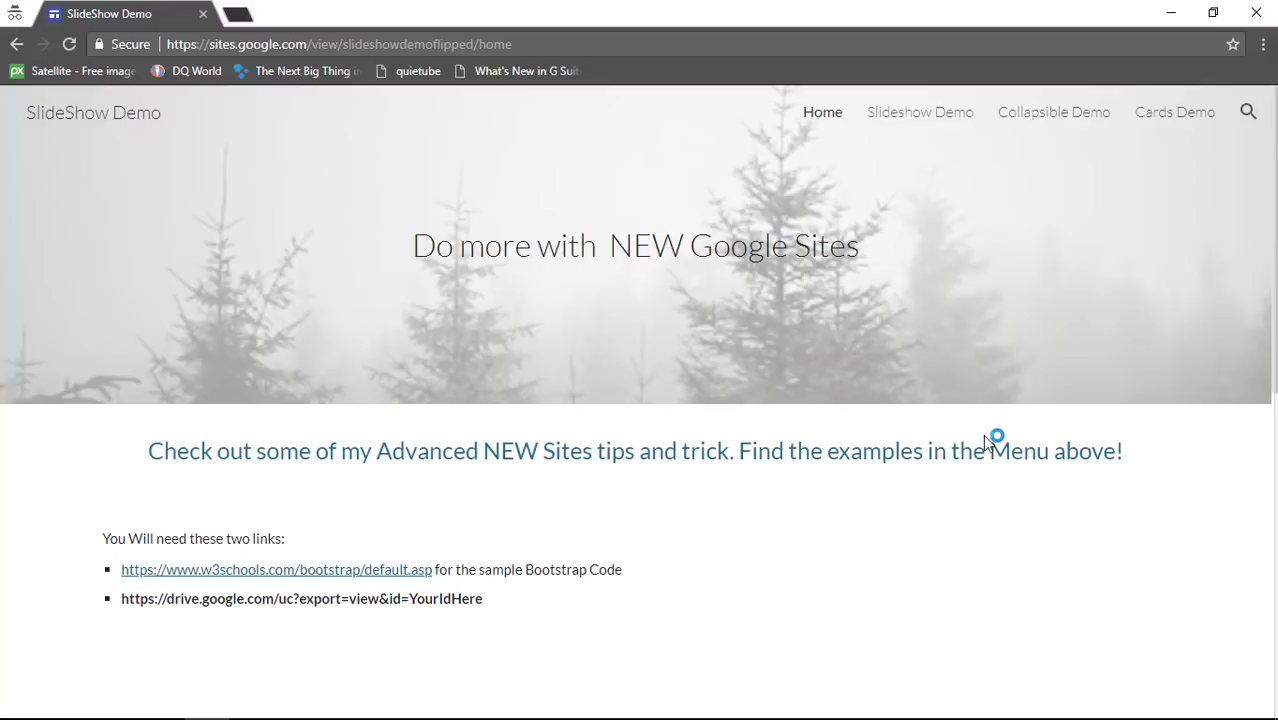 SlideShow Demo
Secure https://sites.google.com/view/slideshowdemoflipped/home
Satellite - Free image DQ World The Next Big Thing in quietube What's New in G Suit
SlideShow Demo Home Slideshow Demo Collapsible Demo Cards Demo
Do more with NEW Google Sites
Check out some of my Advanced NEW Sites tips and trick. Find the examples in the Menu above!
You Will need these two links:
https://www.w3schools.com/bootstrap/default.asp for the sample Bootstrap Code
https://drive.google.com/uc?export=view&id=YourIdHere